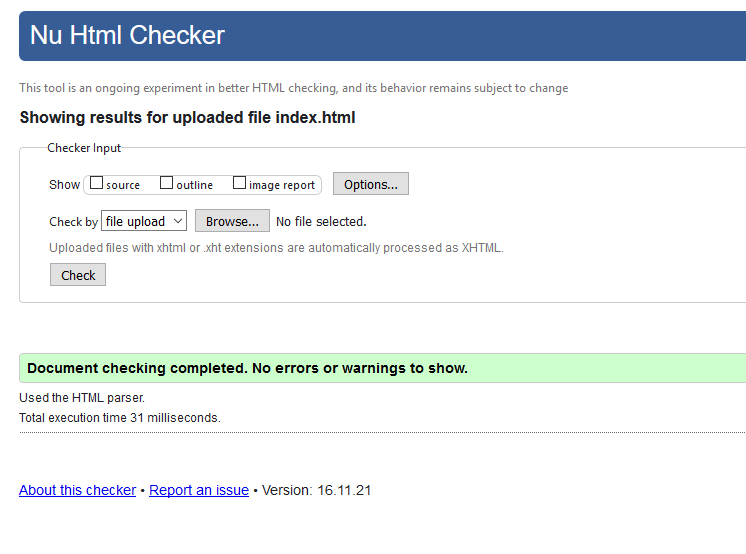 Nu Html Checker
This tool is an ongoing experiment in better HTML checking, and its behavior remains subject to change
Showing results for uploaded file index.html
Checker Input
Show source outline image report Options...
Check by file upload Browse... No file selected.
Uploaded files with xhtml or .xht extensions are automatically processed as XHTML.
Check
Document checking completed. No errors or warnings to show.
Used the HTML parser.
Total execution time 31 milliseconds.
About this checker • Report an issue • Version: 16.11.21